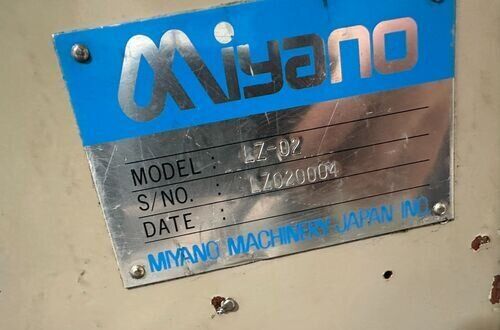 Miyano
MODEL: LZ-02
S/NO. : LZ020004
DATE :
MIYANO MACHINERY JAPAN INC.